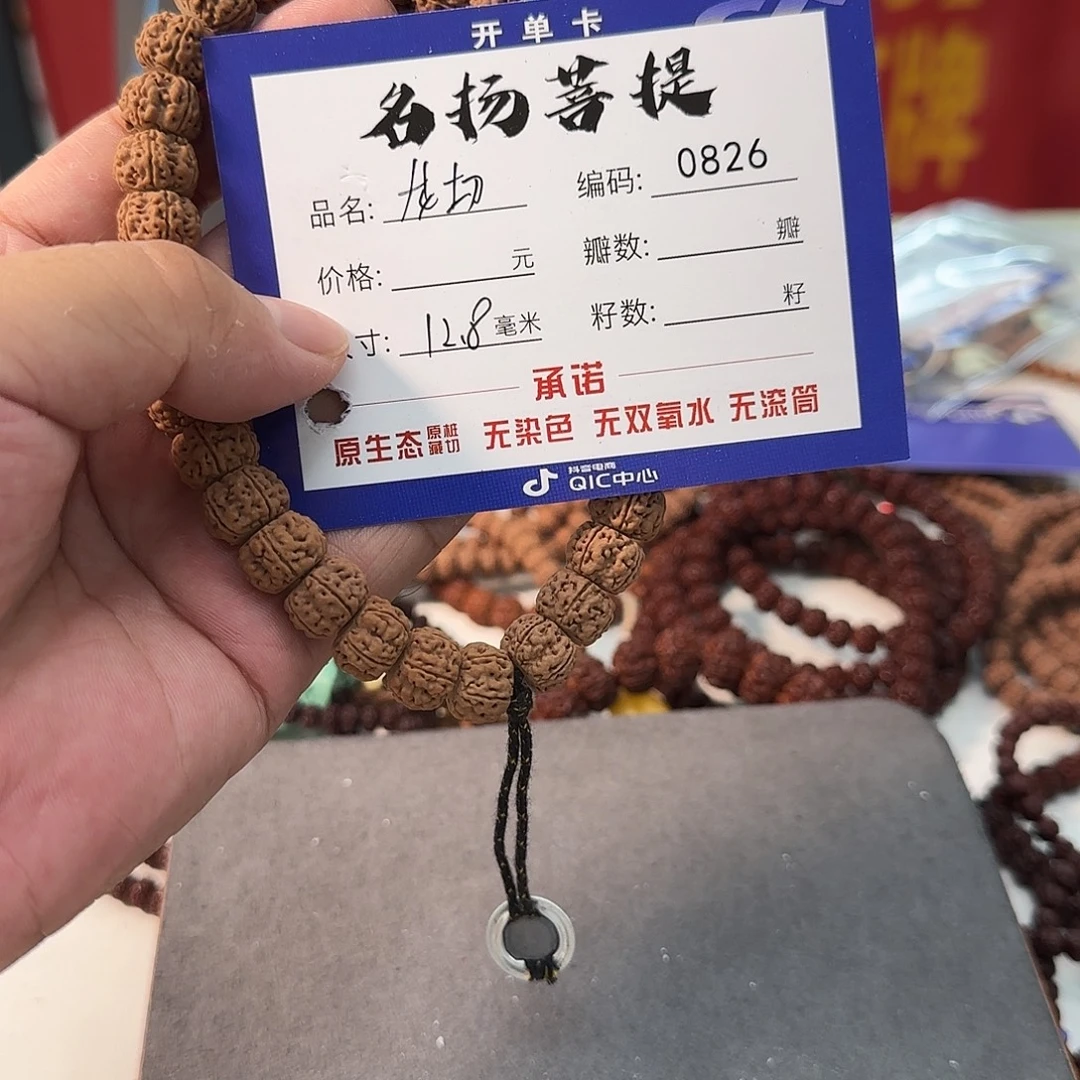 开单卡
名扬菩提
品名: 龙切 编码: 0826
价格: 元 瓣数: 瓣
寸: 12.8 毫米 籽数: 籽
承诺
原生态 原桩藏切 无染色 无双氧水 无滚筒
抖音电商
QIC中心
牌